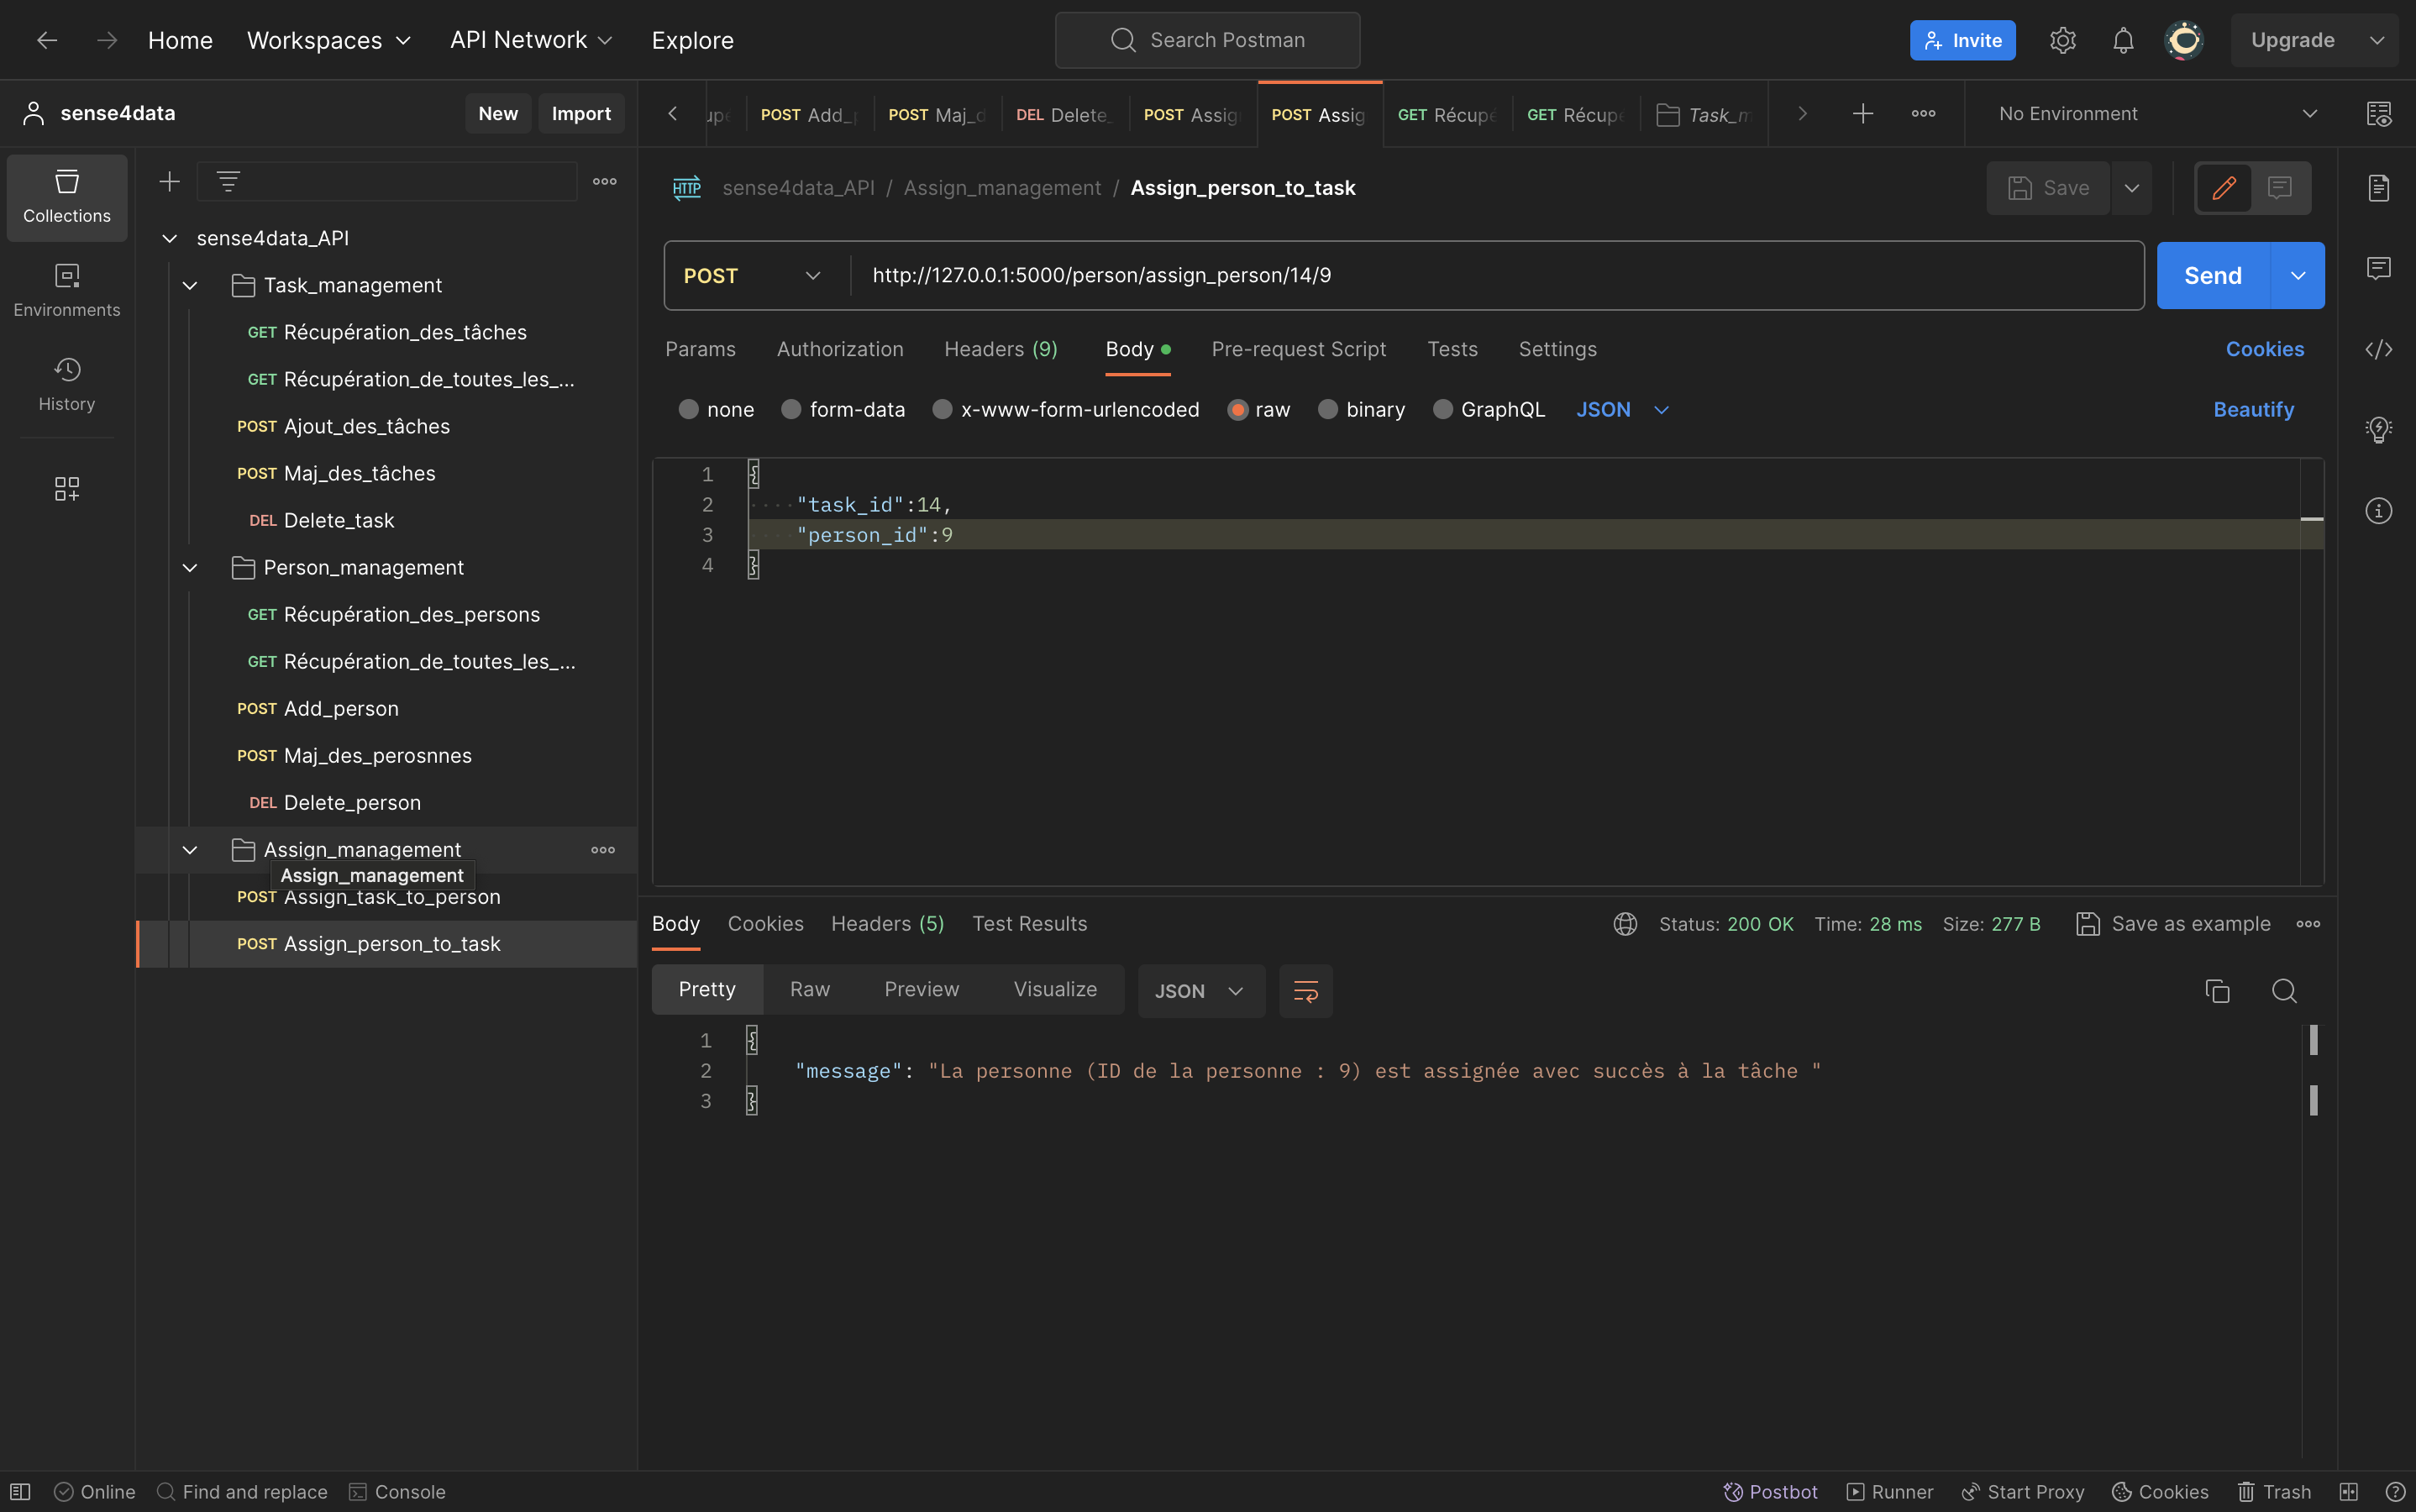 Home Workspaces API Network Explore Search Postman Invite Upgrade
sense4data New Import
POST Add_ POST Maj_d DEL Delete_ POST Assig POST Assig GET Récupé GET Récupe Task_m No Environment
Collections
Environments
History
sense4data_API
Task_management
GET Récupération_des_tâches
GET Récupération_de_toutes_les_...
POST Ajout_des_tâches
POST Maj_des_tâches
DEL Delete_task
Person_management
GET Récupération_des_persons
GET Récupération_de_toutes_les_...
POST Add_person
POST Maj_des_perosnnes
DEL Delete_person
Assign_management
Assign_management
POST Assign_task_to_person
POST Assign_person_to_task
HTTP sense4data_API / Assign_management / Assign_person_to_task Save
POST http://127.0.0.1:5000/person/assign_person/14/9 Send
Params Authorization Headers (9) Body Pre-request Script Tests Settings Cookies
none form-data x-www-form-urlencoded raw binary GraphQL JSON Beautify
1 {
2 "task_id":14,
3 "person_id":9
4 }
Body Cookies Headers (5) Test Results Status: 200 OK Time: 28 ms Size: 277 B Save as example
Pretty Raw Preview Visualize JSON
1 {
2 "message": "La personne (ID de la personne : 9) est assignée avec succès à la tâche "
3 }
Online Find and replace Console Postbot Runner Start Proxy Cookies Trash